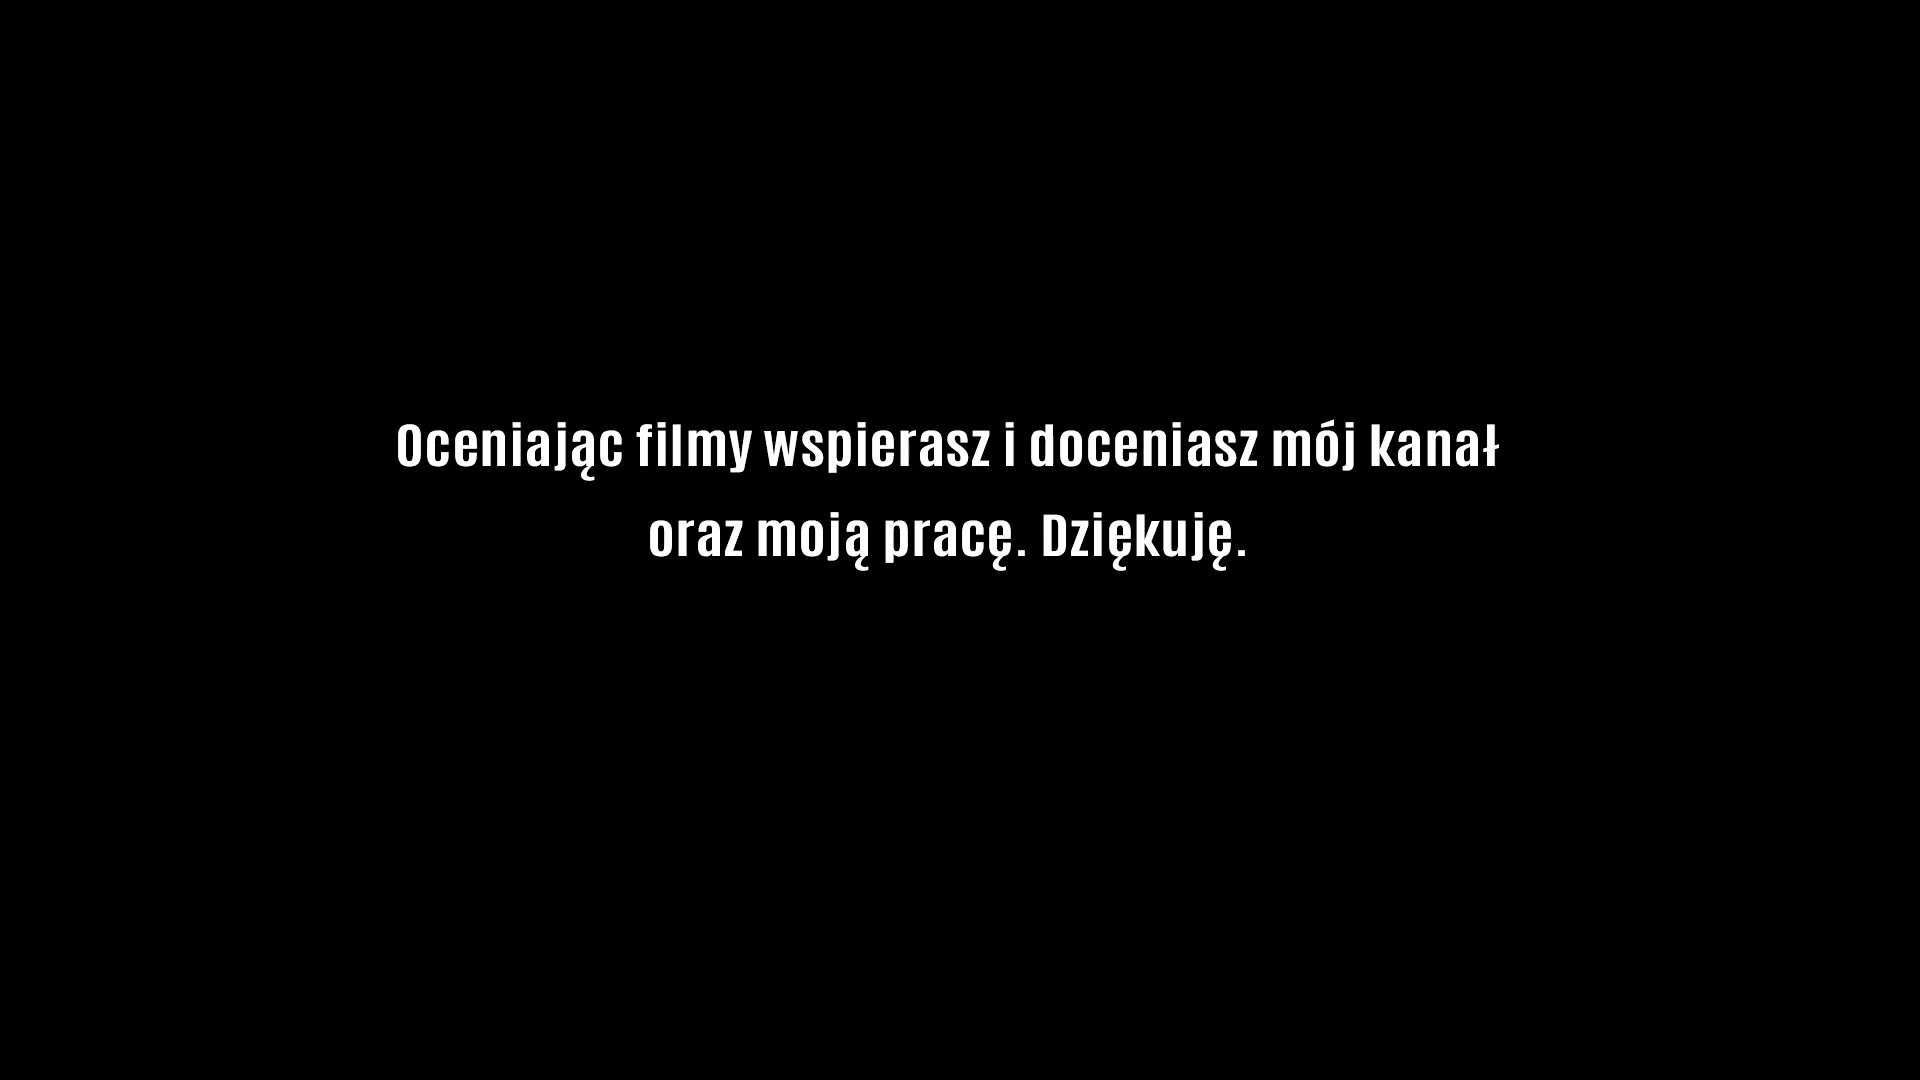 Oceniając filmy wspierasz i doceniasz mój kanał
oraz moją pracę. Dziękuję.